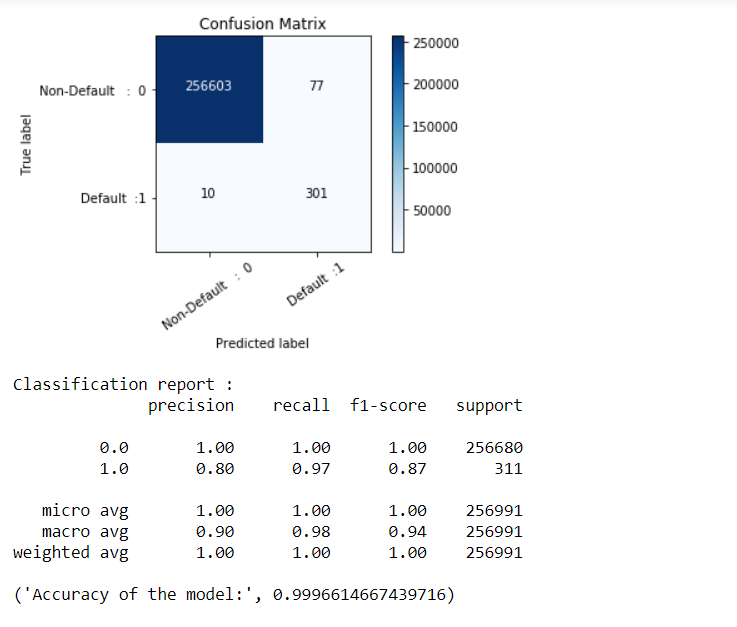 Confusion Matrix
250000
256603 77
Non-Default : 0
200000
True label
150000
10 301
100000
Default :1
50000
Non-Default : 0
Default :1
Predicted label
Classification report :
precision recall f1-score support
0.0 1.00 1.00 1.00 256680
1.0 0.80 0.97 0.87 311
micro avg 1.00 1.00 1.00 256991
macro avg 0.90 0.98 0.94 256991
weighted avg 1.00 1.00 1.00 256991
('Accuracy of the model:', 0.9996614667439716)